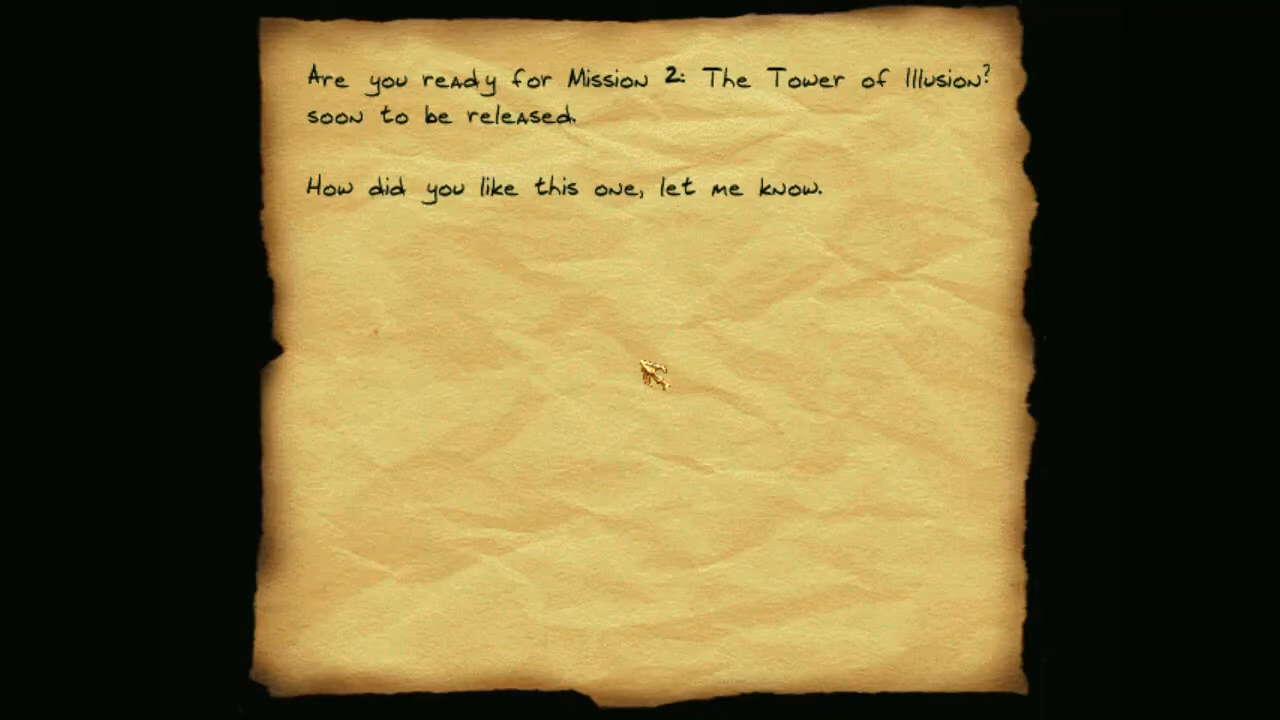 Are you ready for Mission 2: The Tower of Illusion?
soon to be released.
How did you like this one, let me know.